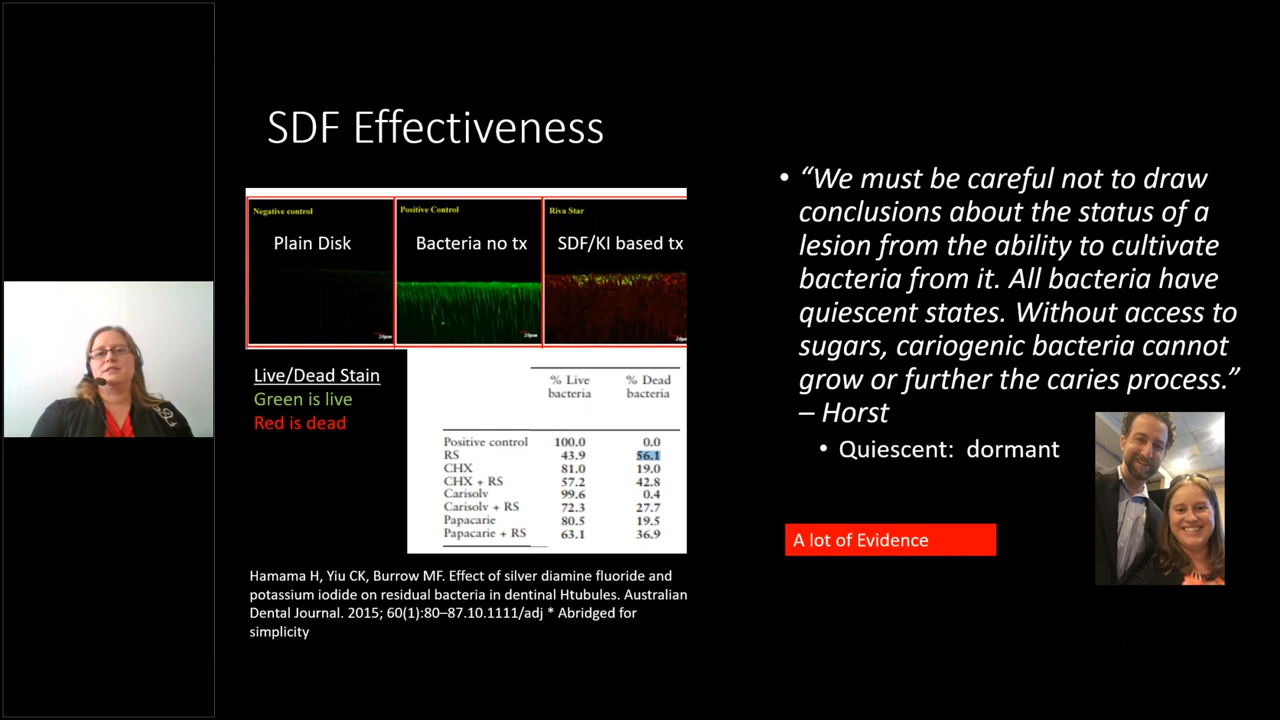 SDF Effectiveness
Negative control
Positive Control
Riva Star
Plain Disk
Bacteria no tx
SDF/KI based tx
24µm
24µm
Live/Dead Stain
Green is live
Red is dead
% Live % Dead
bacteria bacteria
Positive control 100.0 0.0
RS 43.9 56.1
CHX 81.0 19.0
CHX + RS 57.2 42.8
Carisolv 99.6 0.4
Carisolv + RS 72.3 27.7
Papacarie 80.5 19.5
Papacarie + RS 63.1 36.9
Hamama H, Yiu CK, Burrow MF. Effect of silver diamine fluoride and
potassium iodide on residual bacteria in dentinal Htubules. Australian
Dental Journal. 2015; 60(1):80–87.10.1111/adj * Abridged for
simplicity
• “We must be careful not to draw
conclusions about the status of a
lesion from the ability to cultivate
bacteria from it. All bacteria have
quiescent states. Without access to
sugars, cariogenic bacteria cannot
grow or further the caries process.”
– Horst
• Quiescent: dormant
A lot of Evidence